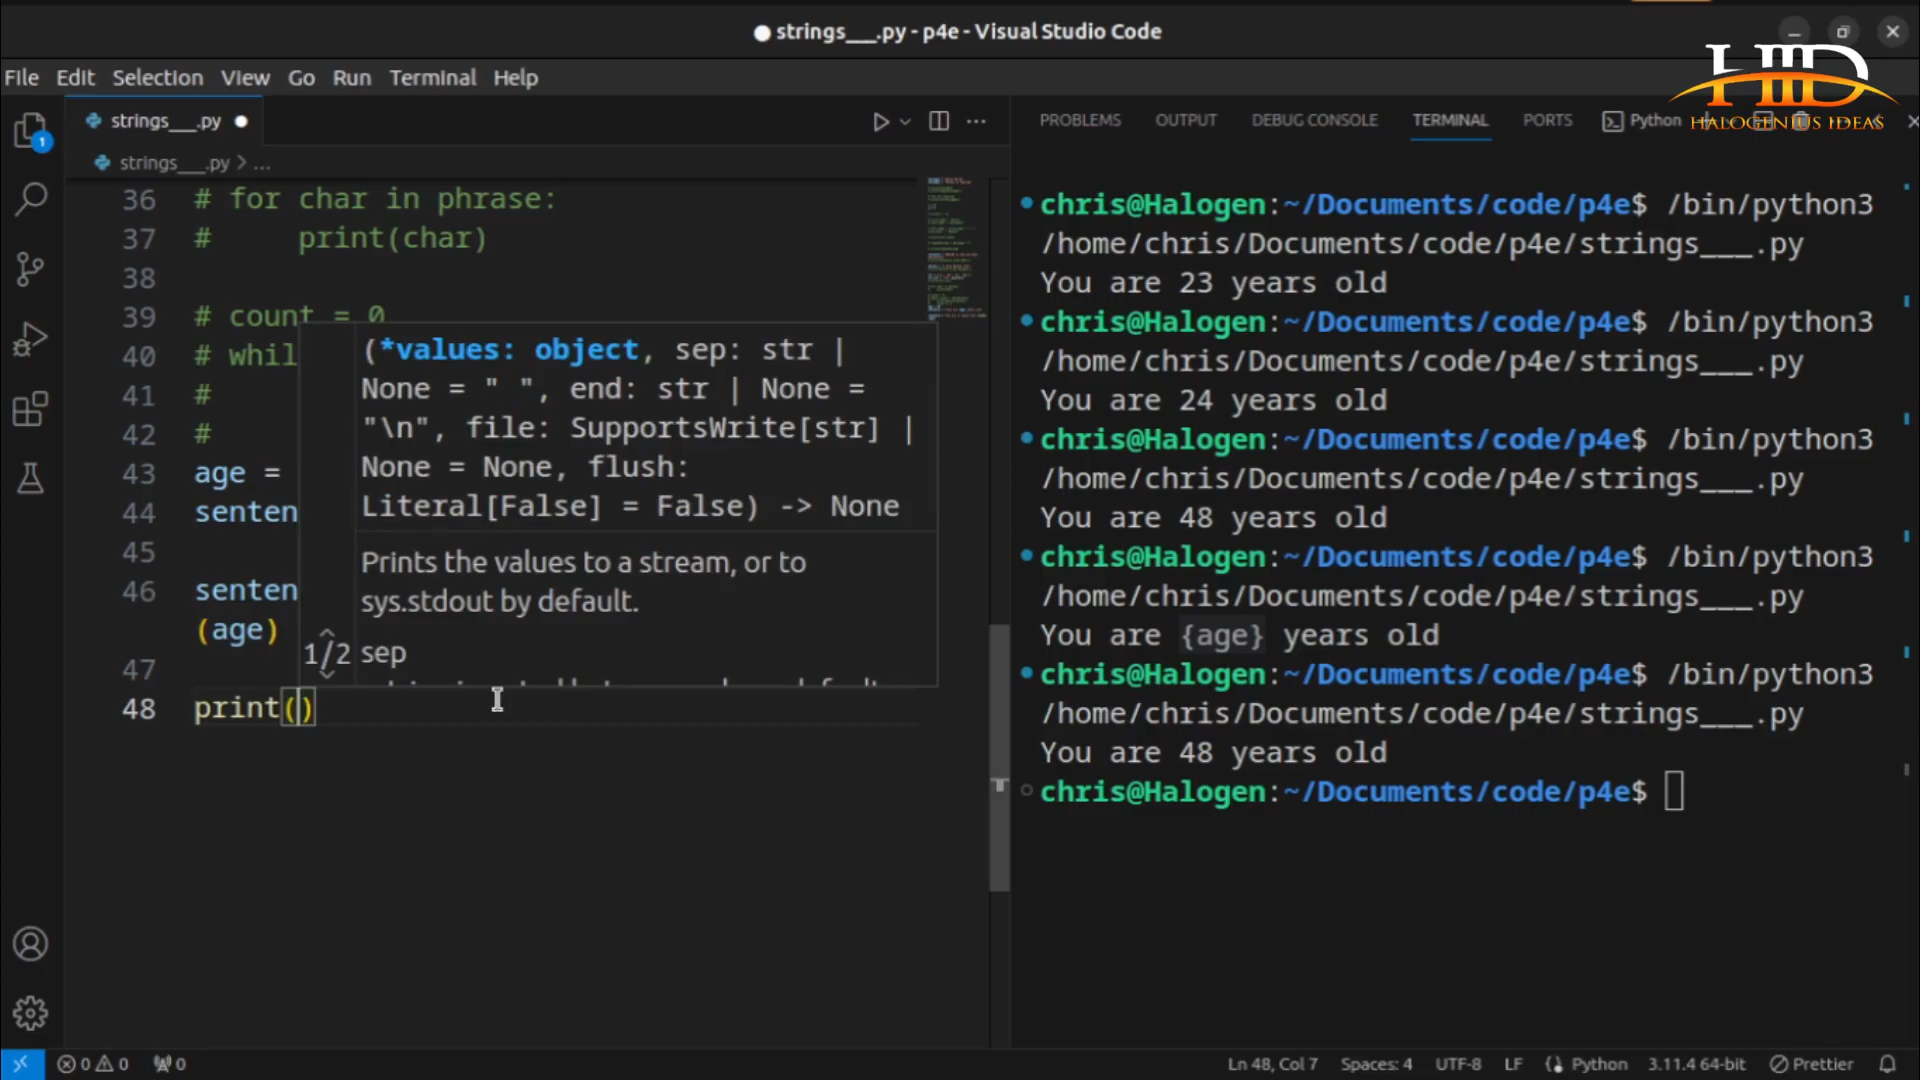 strings___.py - p4e - Visual Studio Code
File Edit Selection View Go Run Terminal Help
HID
HALOGENIUS IDEAS
1
strings___.py
strings___.py > ...
36 # for char in phrase:
37 #     print(char)
38
39 # count = 0
40 # whil
41 #
42 #
43 age =
44 senten
45
46 senten
(age)
47
48 print()
(*values: object, sep: str |
None = " ", end: str | None =
"\n", file: SupportsWrite[str] |
None = None, flush:
Literal[False] = False) -> None
Prints the values to a stream, or to
sys.stdout by default.
1/2 sep
PROBLEMS OUTPUT DEBUG CONSOLE TERMINAL PORTS Python
chris@Halogen:~/Documents/code/p4e$ /bin/python3
/home/chris/Documents/code/p4e/strings___.py
You are 23 years old
chris@Halogen:~/Documents/code/p4e$ /bin/python3
/home/chris/Documents/code/p4e/strings___.py
You are 24 years old
chris@Halogen:~/Documents/code/p4e$ /bin/python3
/home/chris/Documents/code/p4e/strings___.py
You are 48 years old
chris@Halogen:~/Documents/code/p4e$ /bin/python3
/home/chris/Documents/code/p4e/strings___.py
You are {age} years old
chris@Halogen:~/Documents/code/p4e$ /bin/python3
/home/chris/Documents/code/p4e/strings___.py
You are 48 years old
chris@Halogen:~/Documents/code/p4e$
0 0 0
Ln 48, Col 7 Spaces: 4 UTF-8 LF Python 3.11.4 64-bit Prettier